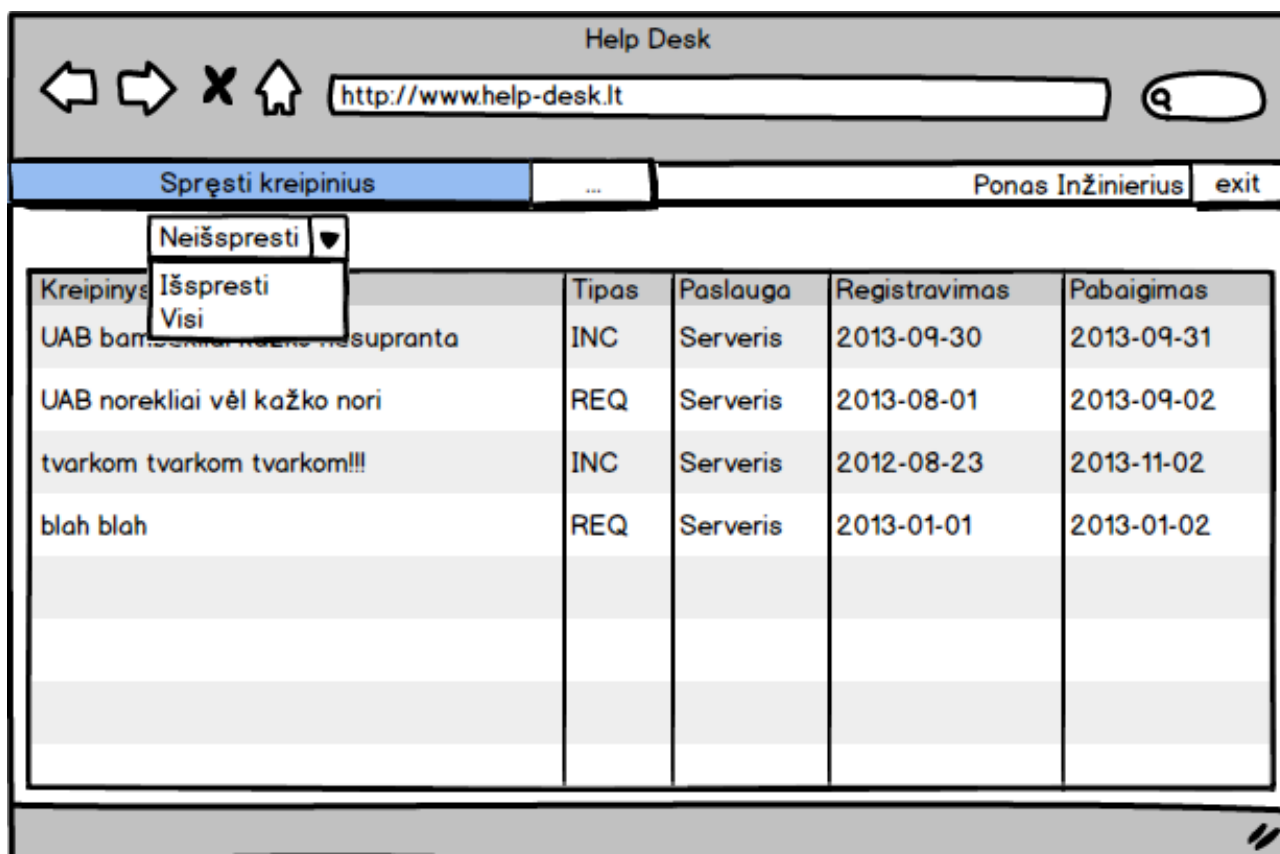 Help Desk
http://www.help-desk.lt
Spręsti kreipinius ... Ponas Inžinierius exit
Neišspresti
Išspresti
Visi
Kreipinys Tipas Paslauga Registravimas Pabaigimas
UAB kažko nesupranta INC Serveris 2013-09-30 2013-09-31
UAB norekliai vėl kažko nori REQ Serveris 2013-08-01 2013-09-02
tvarkom tvarkom tvarkom!!! INC Serveris 2012-08-23 2013-11-02
blah blah REQ Serveris 2013-01-01 2013-01-02